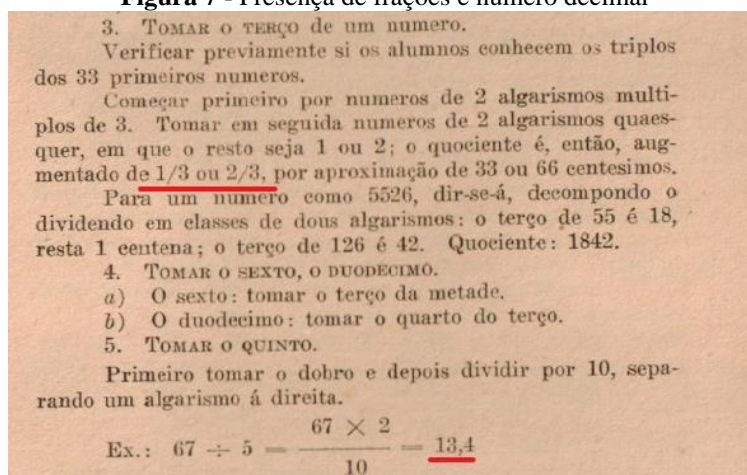 Figura 7 - Presença de frações e número decimal
3. TOMAR O TERÇO de um numero.
Verificar previamente si os alumnos conhecem os triplos
dos 33 primeiros numeros.
Começar primeiro por numeros de 2 algarismos multi-
plos de 3. Tomar em seguida numeros de 2 algarismos quaes-
quer, em que o resto seja 1 ou 2; o quociente é, então, aug-
mentado de 1/3 ou 2/3, por aproximação de 33 ou 66 centesimos.
Para um numero como 5526, dir-se-á, decompondo o
dividendo em classes de dous algarismos: o terço de 55 é 18,
resta 1 centena; o terço de 126 é 42. Quociente: 1842.
4. TOMAR O SEXTO, O DUODECIMO.
a) O sexto: tomar o terço da metade.
b) O duodecimo: tomar o quarto do terço.
5. TOMAR O QUINTO.
Primeiro tomar o dobro e depois dividir por 10, sepa-
rando um algarismo á direita.
67 × 2
Ex.: 67 ÷ 5 = ——— = 13,4
10